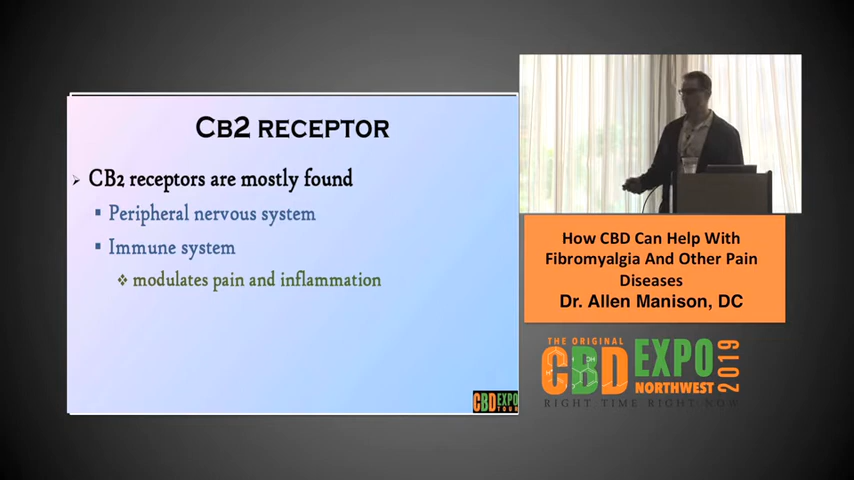 CB2 RECEPTOR
CB2 receptors are mostly found
Peripheral nervous system
Immune system
modulates pain and inflammation
CBD EXPO
TOUR
How CBD Can Help With
Fibromyalgia And Other Pain
Diseases
Dr. Allen Manison, DC
THE ORIGINAL
CBD EXPO
NORTHWEST 2019
RIGHT TIME RIGHT NOW